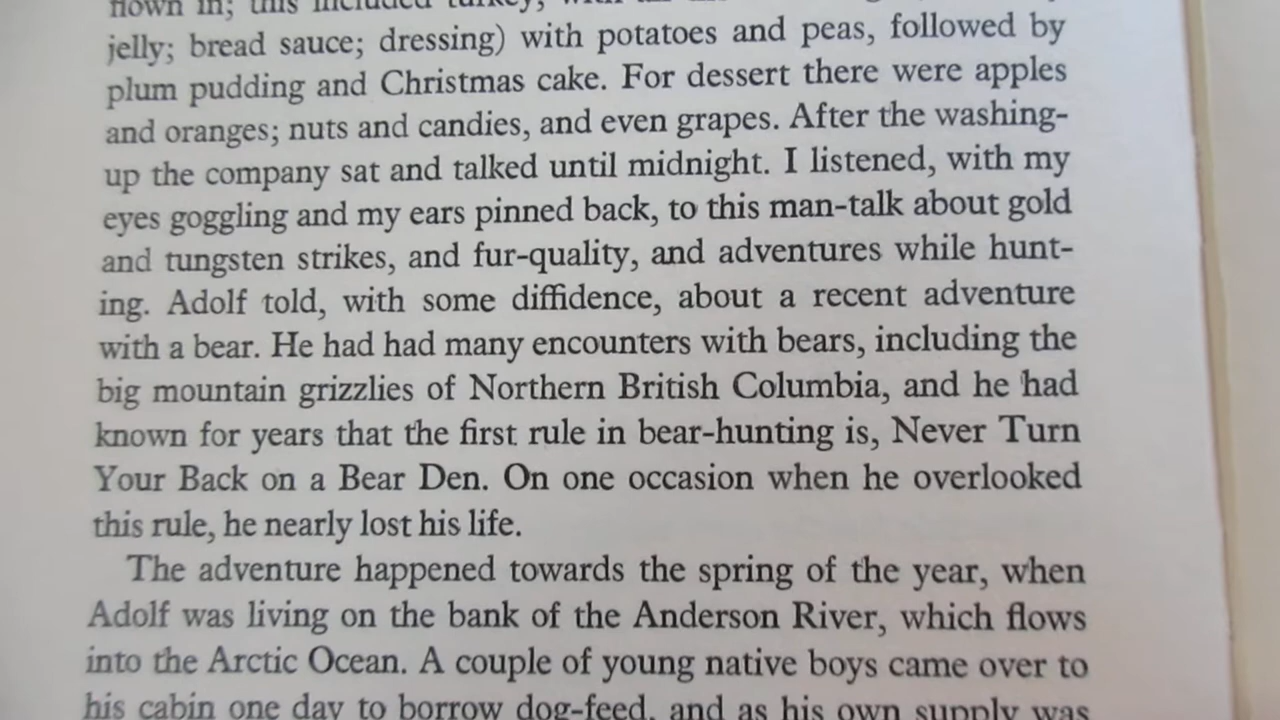 flown in; this included turkey, with all
jelly; bread sauce; dressing) with potatoes and peas, followed by
plum pudding and Christmas cake. For dessert there were apples
and oranges; nuts and candies, and even grapes. After the washing-
up the company sat and talked until midnight. I listened, with my
eyes goggling and my ears pinned back, to this man-talk about gold
and tungsten strikes, and fur-quality, and adventures while hunt-
ing. Adolf told, with some diffidence, about a recent adventure
with a bear. He had had many encounters with bears, including the
big mountain grizzlies of Northern British Columbia, and he had
known for years that the first rule in bear-hunting is, Never Turn
Your Back on a Bear Den. On one occasion when he overlooked
this rule, he nearly lost his life.
The adventure happened towards the spring of the year, when
Adolf was living on the bank of the Anderson River, which flows
into the Arctic Ocean. A couple of young native boys came over to
his cabin one day to borrow dog-feed, and as his own supply was